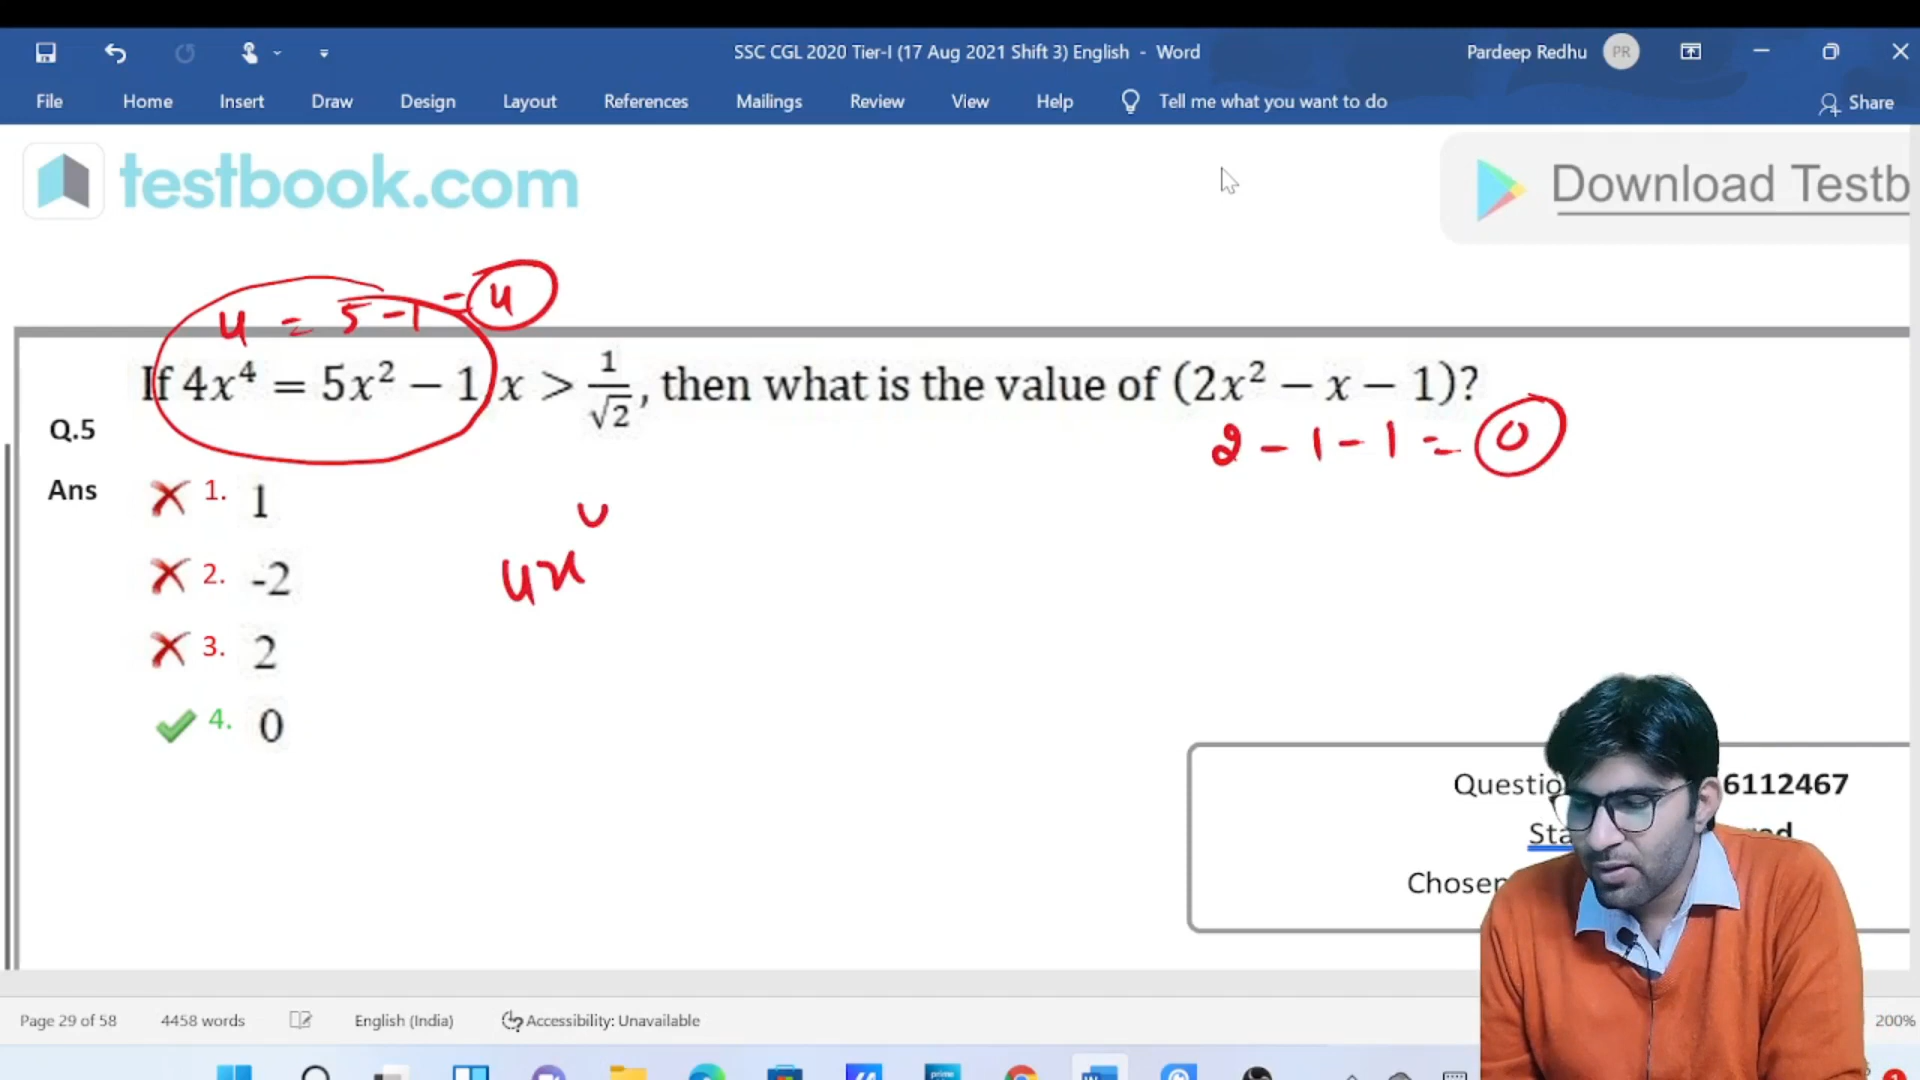 SSC CGL 2020 Tier-I (17 Aug 2021 Shift 3) English - Word
Pardeep Redhu PR
File Home Insert Draw Design Layout References Mailings Review View Help Tell me what you want to do Share
testbook.com
Download Testb
4 = 5 - 1 = 4
If 4x⁴ = 5x² − 1, x > 1/√2, then what is the value of (2x² − x − 1)?
Q.5
2 - 1 - 1 = 0
Ans
1. 1
4x
2. -2
3. 2
4. 0
6112467
Chosen
Page 29 of 58 4458 words English (India) Accessibility: Unavailable 200%
prime